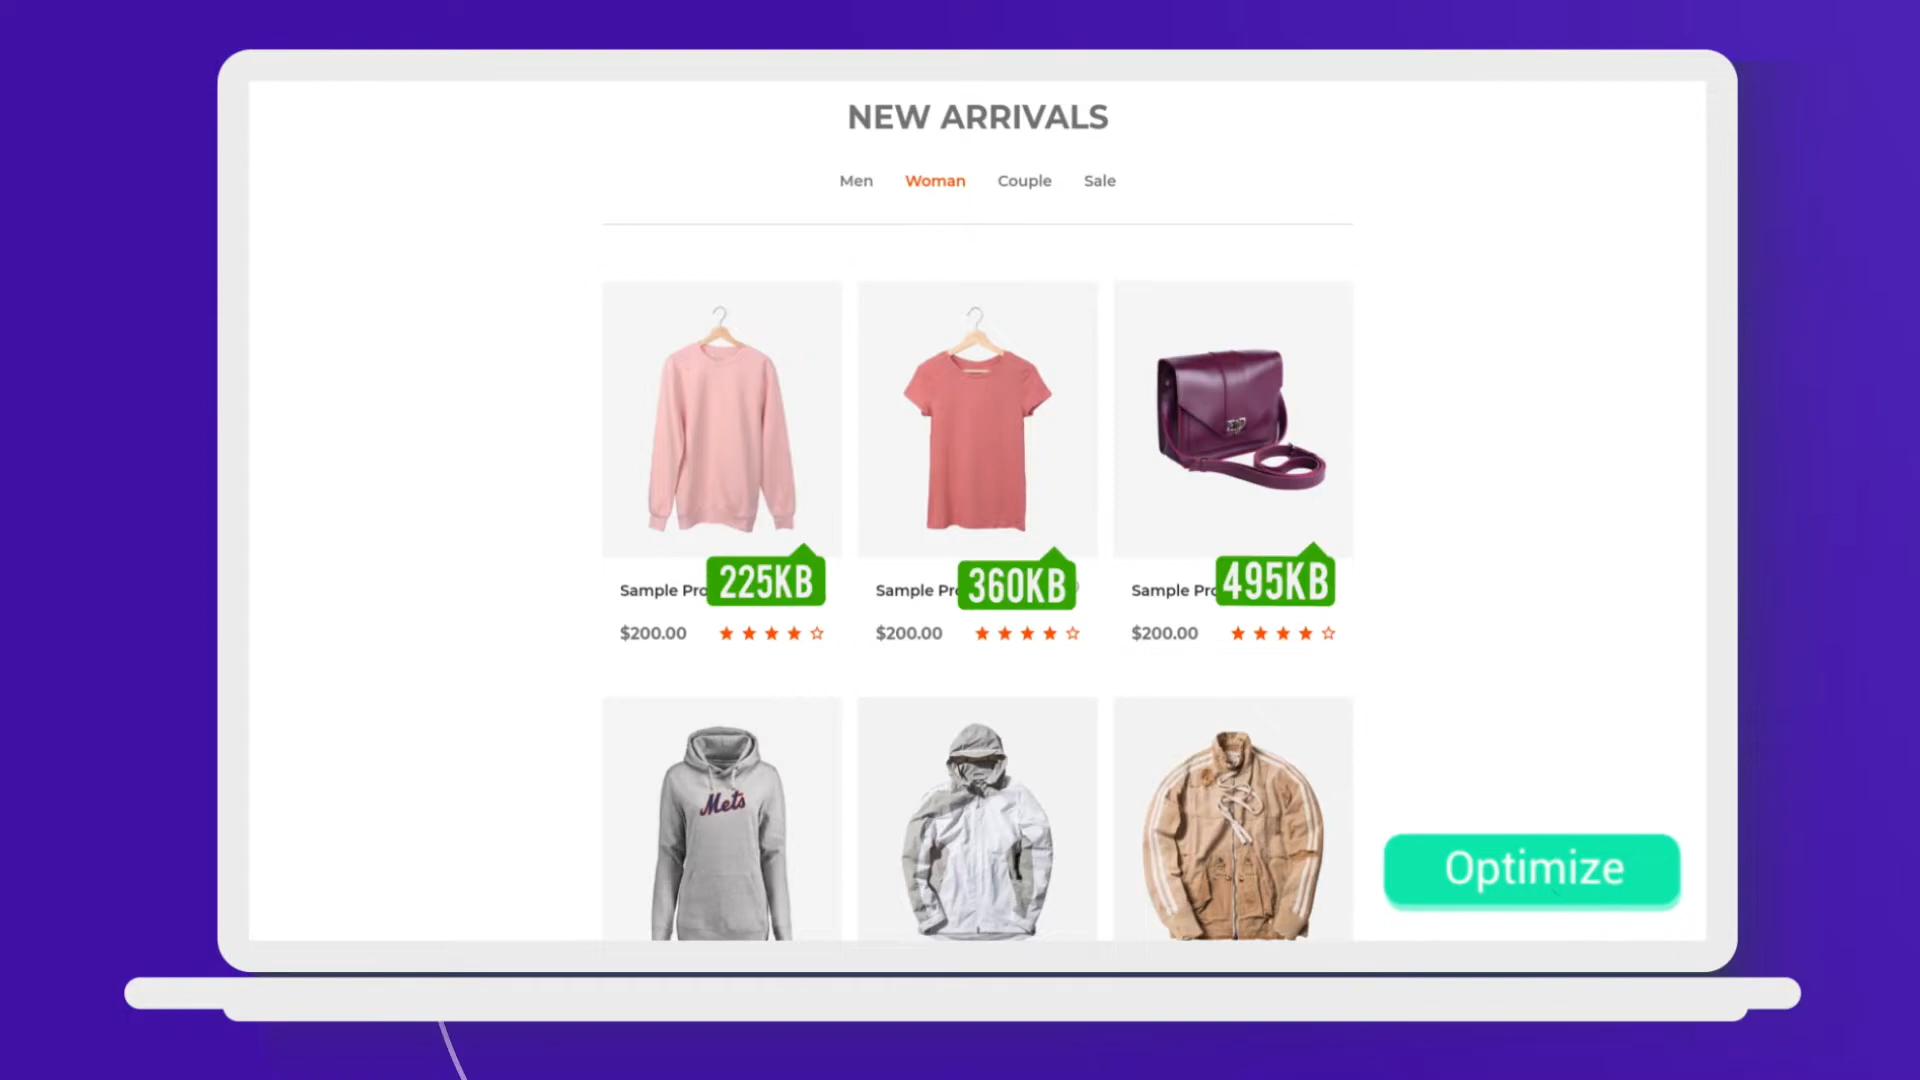 NEW ARRIVALS
Men Woman Couple Sale
Sample Pro 225KB
Sample Pr 360KB
Sample Pro 495KB
$200.00
$200.00
$200.00
Mets
Optimize